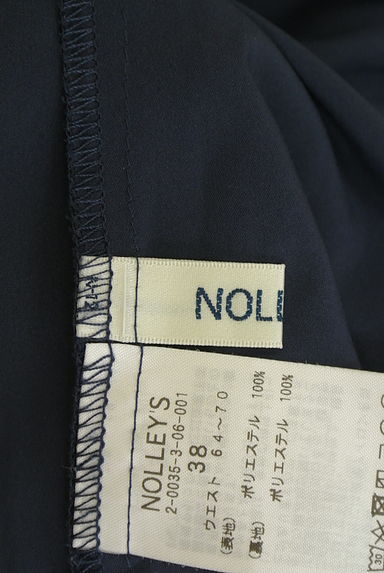 NOLL
NOLLEY'S
2-0035-3-06-001
38
ウエスト 64～70
(表地) ポリエステル 100%
(裏地) ポリエステル 100%
30